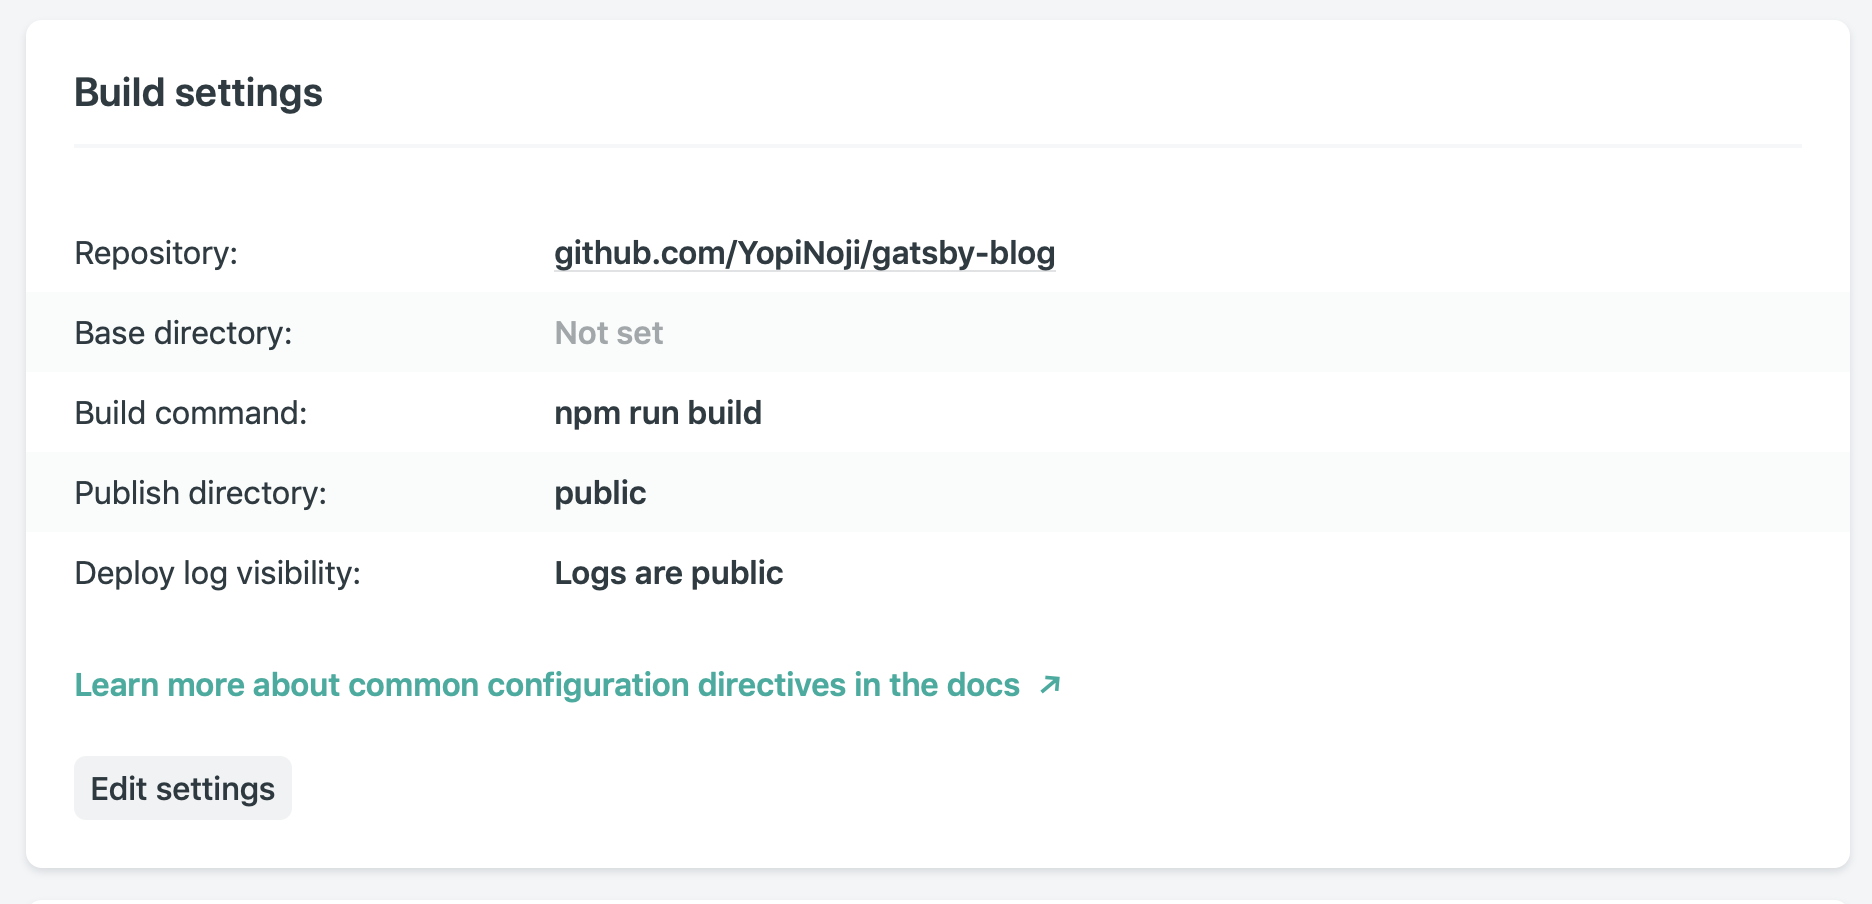 Build settings
Repository: github.com/YopiNoji/gatsby-blog
Base directory: Not set
Build command: npm run build
Publish directory: public
Deploy log visibility: Logs are public
Learn more about common configuration directives in the docs ↗
Edit settings